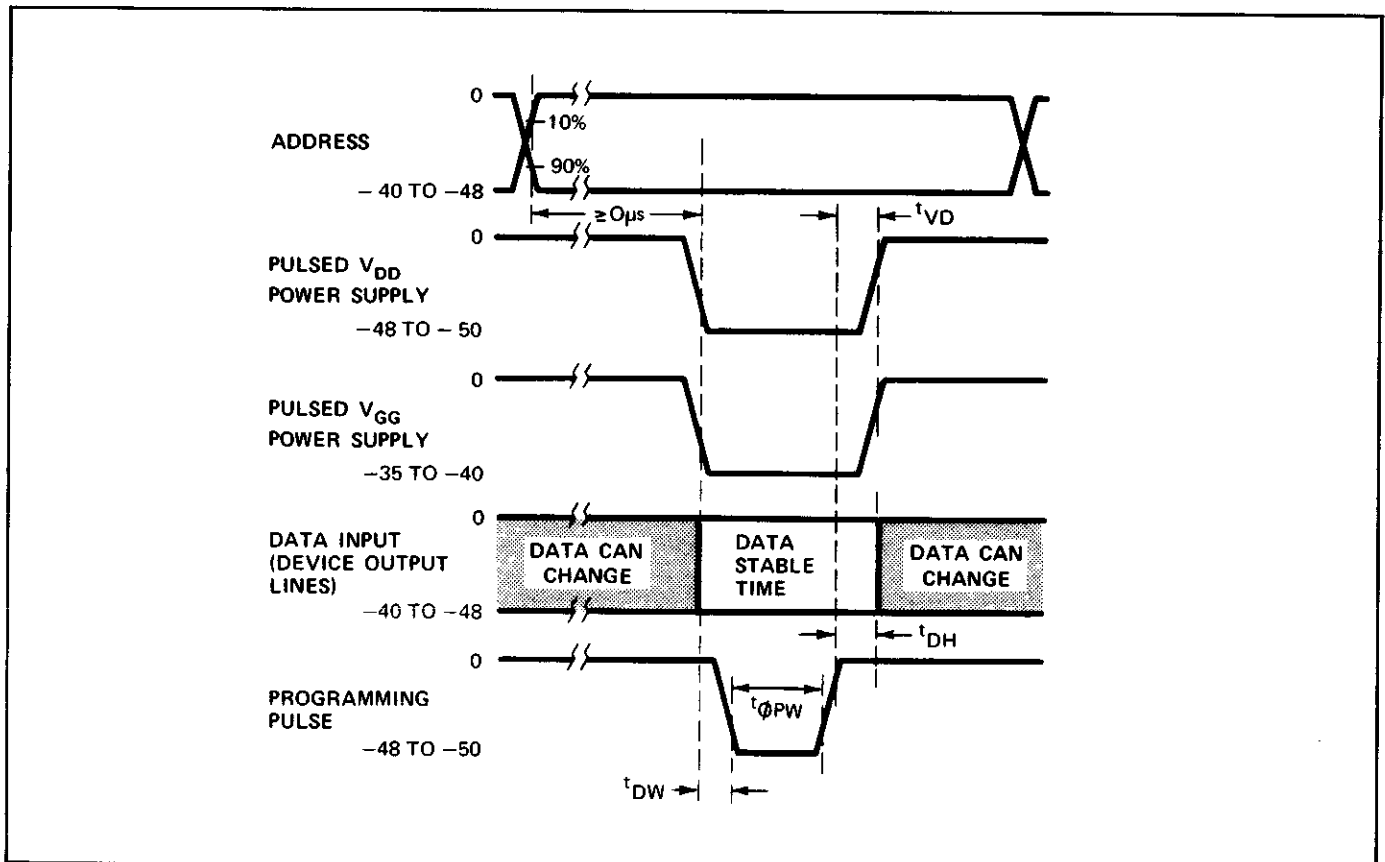 0
10%
ADDRESS
90%
−40 TO −48
≥0µs
tVD
0
PULSED VDD
POWER SUPPLY
−48 TO −50
0
PULSED VGG
POWER SUPPLY
−35 TO −40
0
DATA INPUT
(DEVICE OUTPUT
LINES)
−40 TO −48
DATA CAN
CHANGE
DATA
STABLE
TIME
DATA CAN
CHANGE
tDH
0
PROGRAMMING
PULSE
tØPW
−48 TO −50
tDW